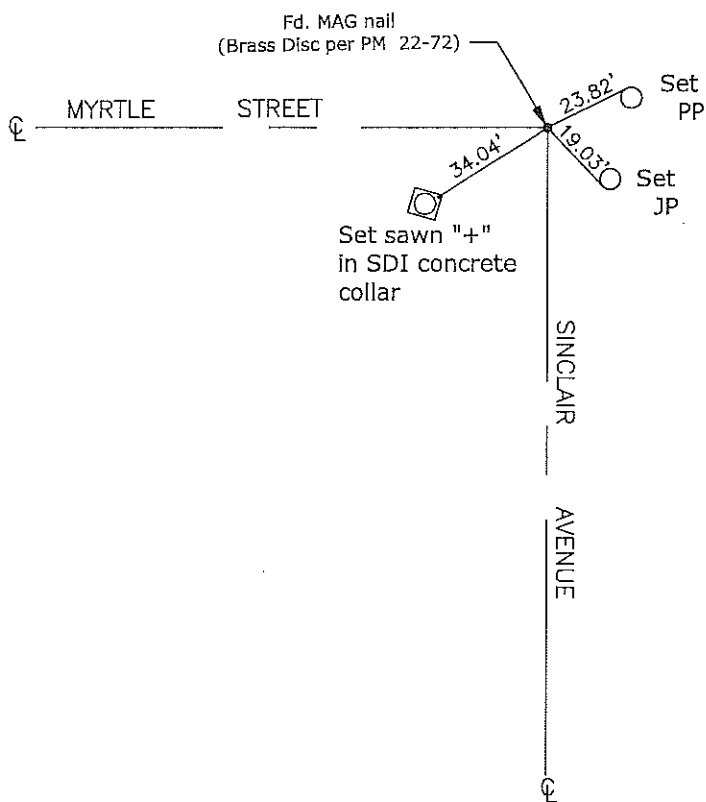 Fd. MAG nail
(Brass Disc per PM 22-72)
℄ MYRTLE STREET
23.82'
Set
PP
19.03'
Set
JP
34.04'
Set sawn "+"
in SDI concrete
collar
SINCLAIR AVENUE
℄